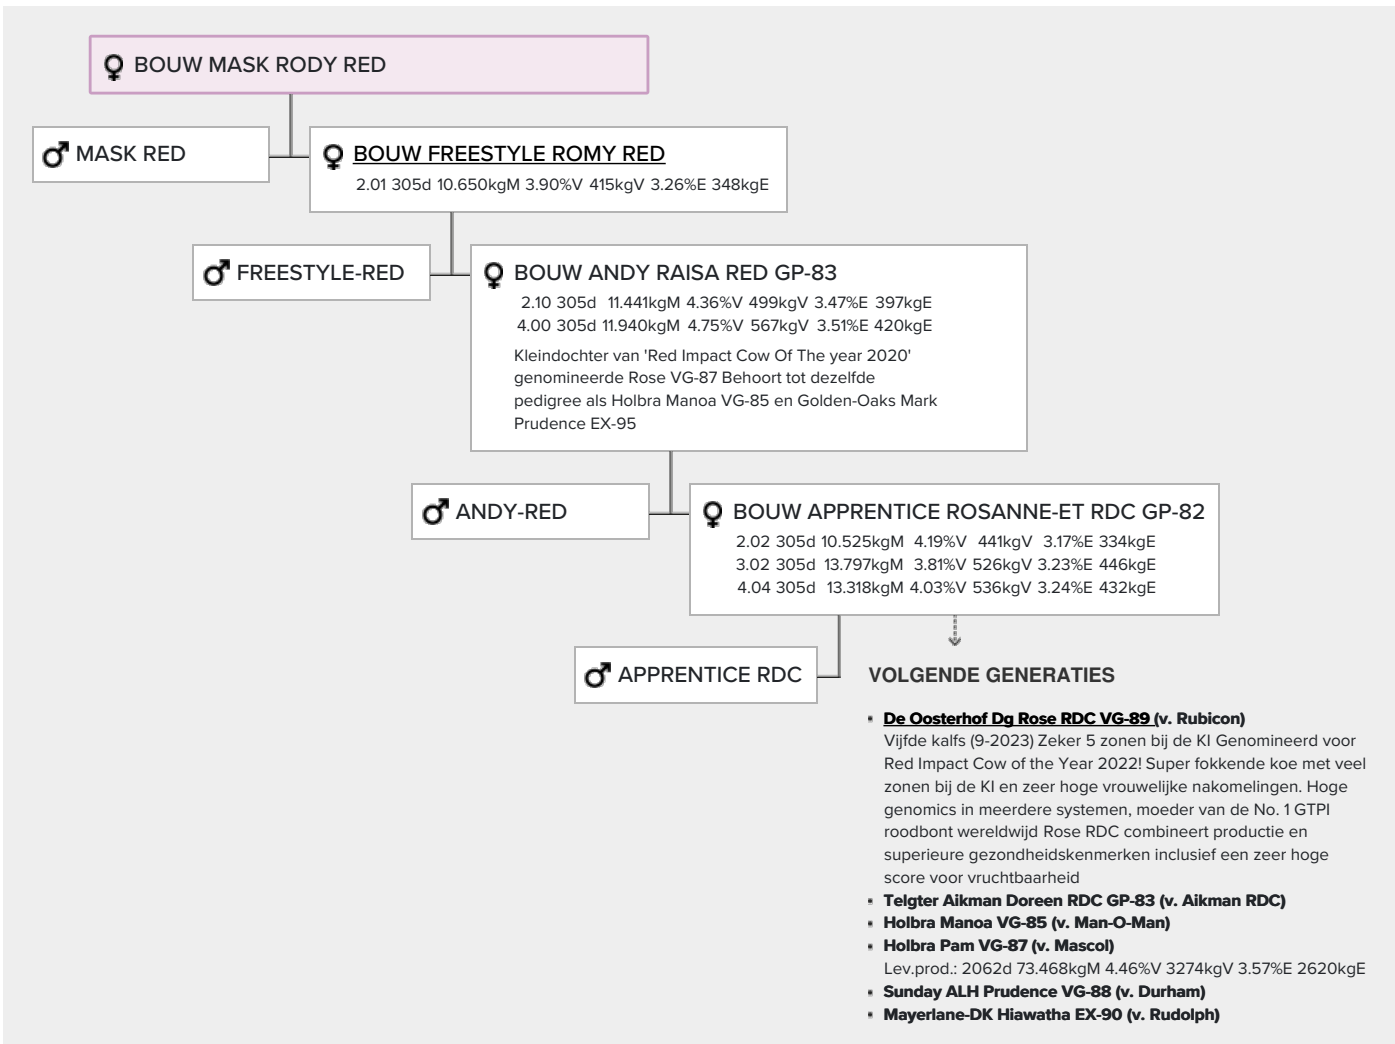 BOUW MASK RODY RED
MASK RED
BOUW FREESTYLE ROMY RED
2.01 305d 10.650kgM 3.90%V 415kgV 3.26%E 348kgE
FREESTYLE-RED
BOUW ANDY RAISA RED GP-83
2.10 305d 11.441kgM 4.36%V 499kgV 3.47%E 397kgE
4.00 305d 11.940kgM 4.75%V 567kgV 3.51%E 420kgE
Kleindochter van 'Red Impact Cow Of The year 2020'
genomineerde Rose VG-87 Behoort tot dezelfde
pedigree als Holbra Manoa VG-85 en Golden-Oaks Mark
Prudence EX-95
ANDY-RED
BOUW APPRENTICE ROSANNE-ET RDC GP-82
2.02 305d 10.525kgM 4.19%V 441kgV 3.17%E 334kgE
3.02 305d 13.797kgM 3.81%V 526kgV 3.23%E 446kgE
4.04 305d 13.318kgM 4.03%V 536kgV 3.24%E 432kgE
APPRENTICE RDC
VOLGENDE GENERATIES
De Oosterhof Dg Rose RDC VG-89 (v. Rubicon)
Vijfde kalfs (9-2023) Zeker 5 zonen bij de KI Genomineerd voor
Red Impact Cow of the Year 2022! Super fokkende koe met veel
zonen bij de KI en zeer hoge vrouwelijke nakomelingen. Hoge
genomics in meerdere systemen, moeder van de No. 1 GTPI
roodbont wereldwijd Rose RDC combineert productie en
superieure gezondheidskenmerken inclusief een zeer hoge
score voor vruchtbaarheid
Telgter Aikman Doreen RDC GP-83 (v. Aikman RDC)
Holbra Manoa VG-85 (v. Man-O-Man)
Holbra Pam VG-87 (v. Mascol)
Lev.prod.: 2062d 73.468kgM 4.46%V 3274kgV 3.57%E 2620kgE
Sunday ALH Prudence VG-88 (v. Durham)
Mayerlane-DK Hiawatha EX-90 (v. Rudolph)